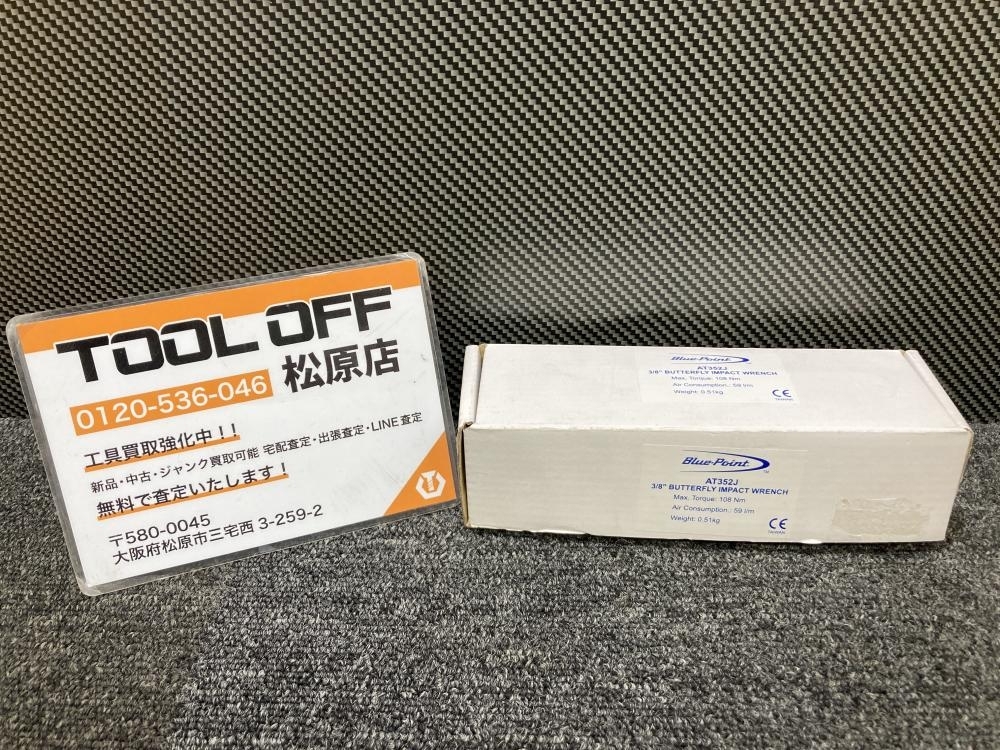 TOOL OFF
0120-536-046 松原店
工具買取強化中！！
新品・中古・ジャンク買取可能 宅配査定・出張査定・LINE査定
無料で査定いたします！
〒580-0045
大阪府松原市三宅西3-259-2
Blue-Point
AT352J
3/8" BUTTERFLY IMPACT WRENCH
Max. Torque: 108 Nm
Air Consumption.: 59 l/m
Weight: 0.51kg
CE
TAIWAN
Blue-Point™
AT352J
3/8" BUTTERFLY IMPACT WRENCH
Max. Torque: 108 Nm
Air Consumption.: 59 l/m
Weight: 0.51kg
CE
TAIWAN